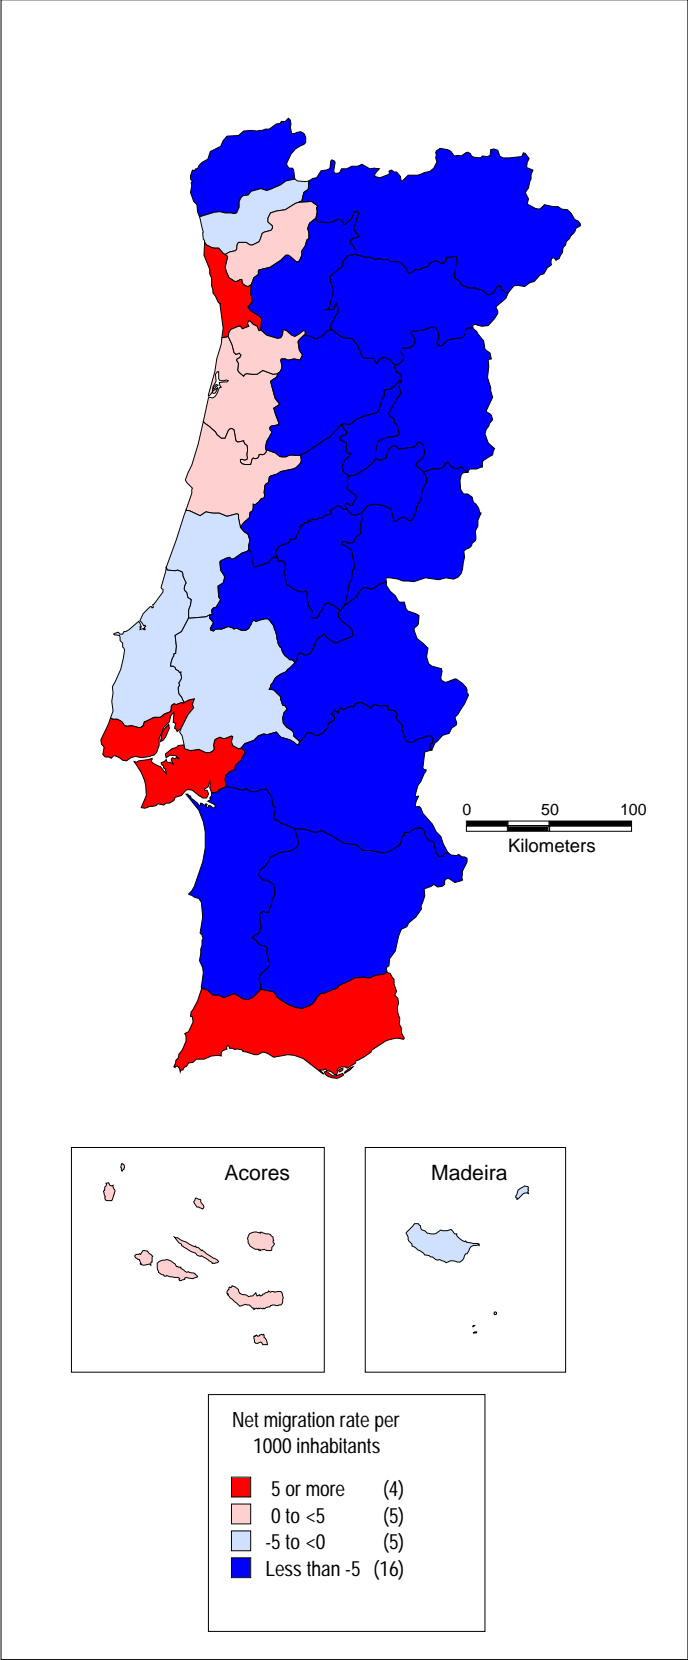 0 50 100
Kilometers
Acores
Madeira
Net migration rate per
1000 inhabitants
5 or more (4)
0 to <5 (5)
-5 to <0 (5)
Less than -5 (16)